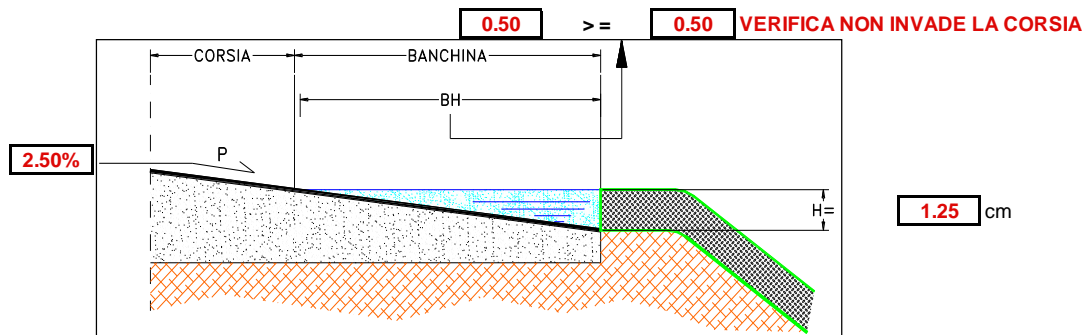 0.50 >= 0.50 VERIFICA NON INVADE LA CORSIA
CORSIA BANCHINA
BH
2.50% P
H= 1.25 cm